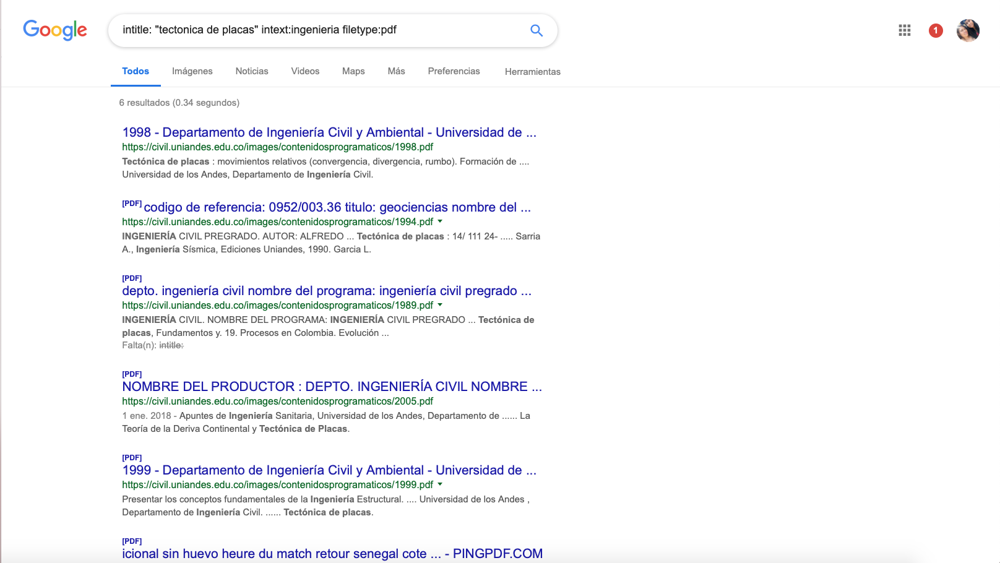 Google
intitle: "tectonica de placas" intext:ingenieria filetype:pdf
1
Todos Imágenes Noticias Videos Maps Más Preferencias Herramientas
6 resultados (0.34 segundos)
1998 - Departamento de Ingeniería Civil y Ambiental - Universidad de ...
https://civil.uniandes.edu.co/images/contenidosprogramaticos/1998.pdf
Tectónica de placas : movimientos relativos (convergencia, divergencia, rumbo). Formación de ....
Universidad de los Andes, Departamento de Ingeniería Civil.
[PDF] codigo de referencia: 0952/003.36 titulo: geociencias nombre del ...
https://civil.uniandes.edu.co/images/contenidosprogramaticos/1994.pdf
INGENIERÍA CIVIL PREGRADO. AUTOR: ALFREDO ... Tectónica de placas : 14/ 111 24- ..... Sarria
A., Ingeniería Sísmica, Ediciones Uniandes, 1990. Garcia L.
[PDF]
depto. ingeniería civil nombre del programa: ingeniería civil pregrado ...
https://civil.uniandes.edu.co/images/contenidosprogramaticos/1989.pdf
INGENIERÍA CIVIL. NOMBRE DEL PROGRAMA: INGENIERÍA CIVIL PREGRADO ... Tectónica de
placas, Fundamentos y. 19. Procesos en Colombia. Evolución ...
Falta(n): intitle:
[PDF]
NOMBRE DEL PRODUCTOR : DEPTO. INGENIERÍA CIVIL NOMBRE ...
https://civil.uniandes.edu.co/images/contenidosprogramaticos/2005.pdf
1 ene. 2018 - Apuntes de Ingeniería Sanitaria, Universidad de los Andes, Departamento de ...... La
Teoría de la Deriva Continental y Tectónica de Placas.
[PDF]
1999 - Departamento de Ingeniería Civil y Ambiental - Universidad de ...
https://civil.uniandes.edu.co/images/contenidosprogramaticos/1999.pdf
Presentar los conceptos fundamentales de la Ingeniería Estructural. .... Universidad de los Andes ,
Departamento de Ingeniería Civil. ...... Tectónica de placas.
[PDF]
icional sin huevo heure du match retour senegal cote ... - PINGPDF.COM